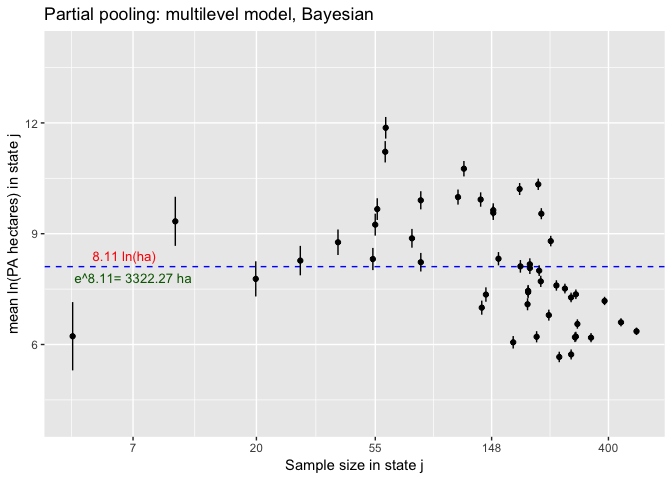 Partial pooling: multilevel model, Bayesian
mean ln(PA hectares) in state j
12
9
6
8.11 ln(ha)
e^8.11= 3322.27 ha
7
20
55
148
400
Sample size in state j